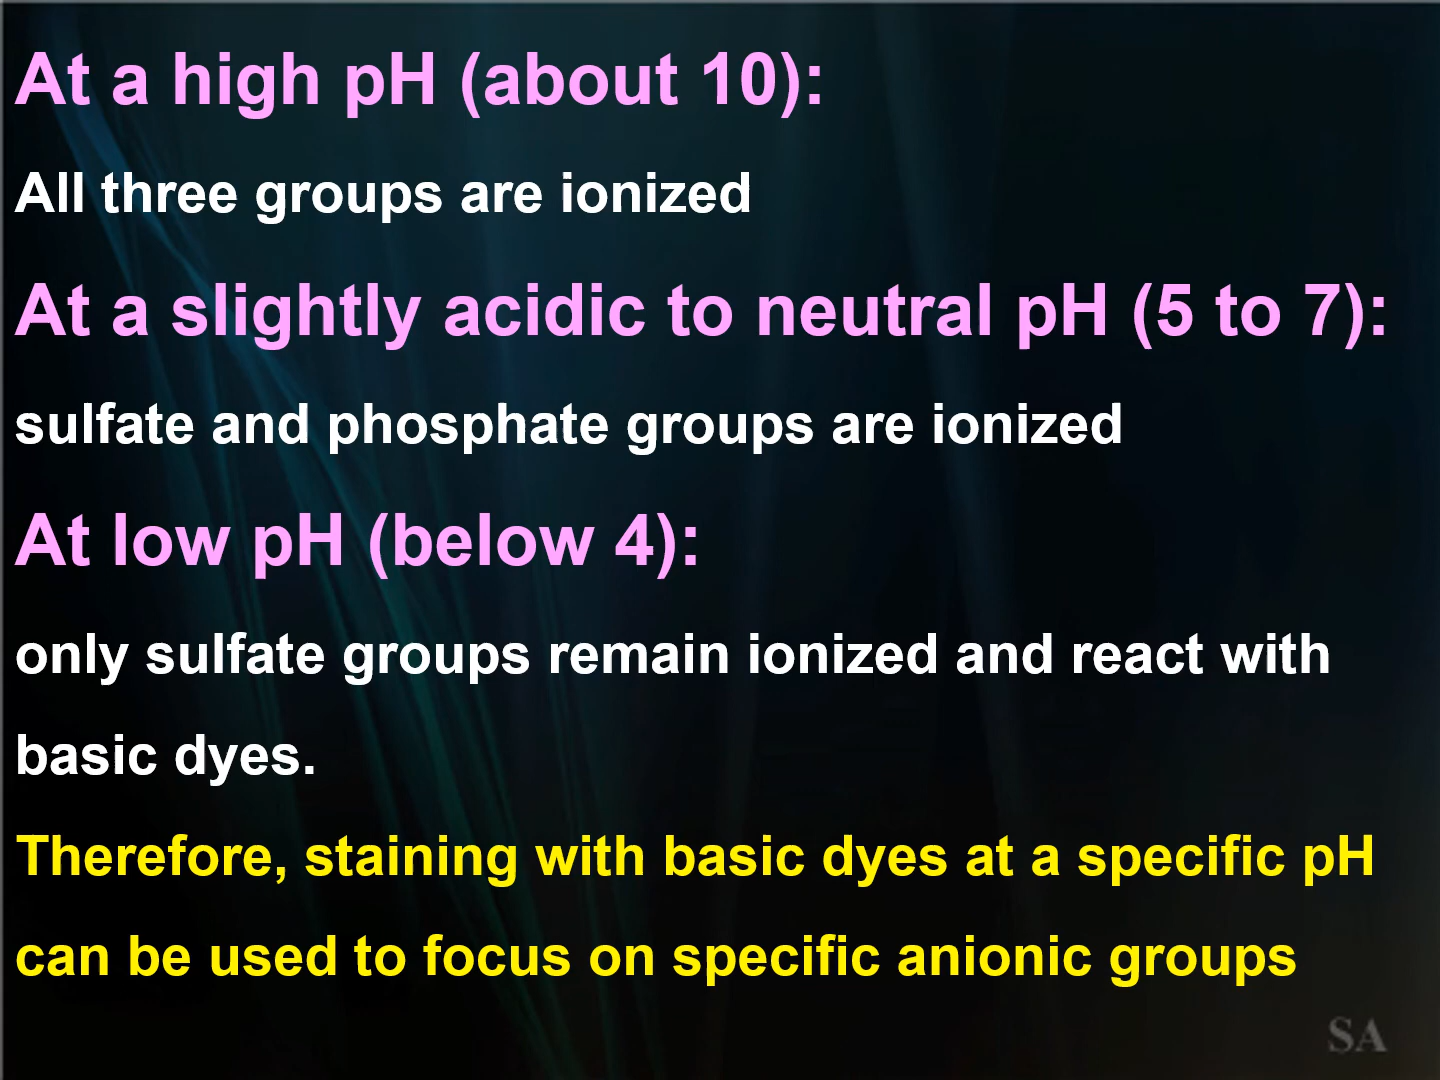 At a high pH (about 10):
All three groups are ionized
At a slightly acidic to neutral pH (5 to 7):
sulfate and phosphate groups are ionized
At low pH (below 4):
only sulfate groups remain ionized and react with
basic dyes.
Therefore, staining with basic dyes at a specific pH
can be used to focus on specific anionic groups
SA